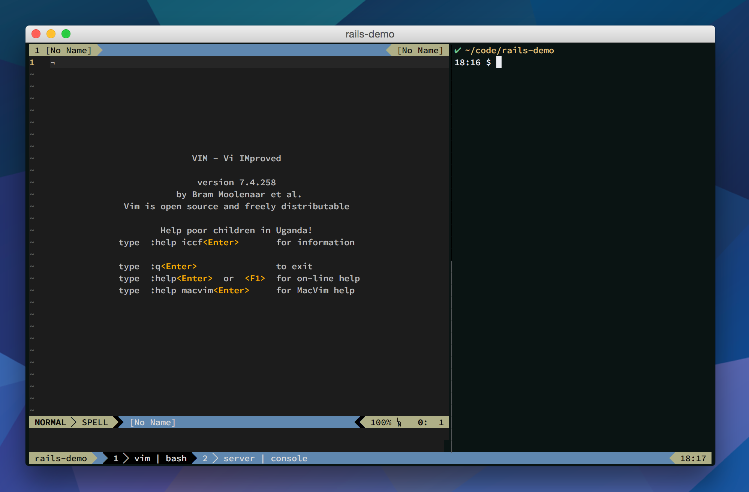 rails-demo
1 [No Name]
[No Name]
1 ¬
~
~
~
~
~
~
~
~
VIM - Vi IMproved
~
version 7.4.258
by Bram Moolenaar et al.
Vim is open source and freely distributable
~
Help poor children in Uganda!
type :help iccf<Enter> for information
~
type :q<Enter> to exit
type :help<Enter> or <F1> for on-line help
type :help macvim<Enter> for MacVim help
~
~
~
~
~
~
~
~
~
NORMAL SPELL [No Name] 100% 0: 1
✔ ~/code/rails-demo
18:16 $
rails-demo 1 vim | bash 2 server | console 18:17